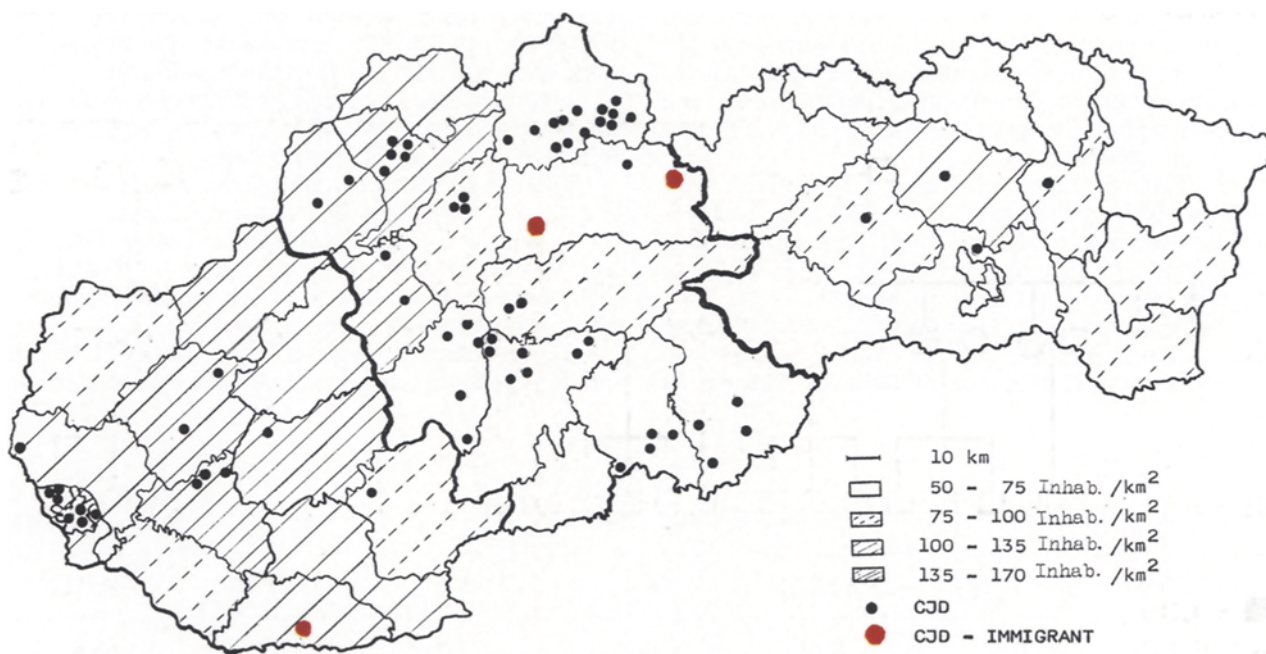 10 km
50 - 75 Inhab. /km²
75 - 100 Inhab. /km²
100 - 135 Inhab. /km²
135 - 170 Inhab. /km²
CJD
CJD - IMMIGRANT